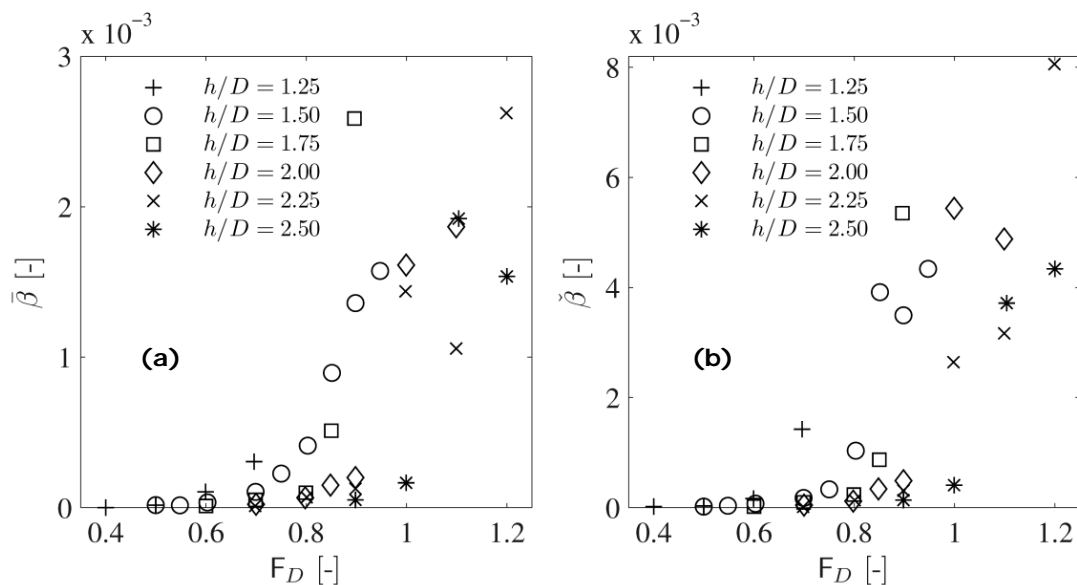 x 10⁻³
3
2
1
0
0.4 0.6 0.8 1 1.2
F_D [-]
β̄ [-]
h/D = 1.25
h/D = 1.50
h/D = 1.75
h/D = 2.00
h/D = 2.25
h/D = 2.50
(a)
x 10⁻³
8
6
4
2
0
0.4 0.6 0.8 1 1.2
F_D [-]
β̌ [-]
h/D = 1.25
h/D = 1.50
h/D = 1.75
h/D = 2.00
h/D = 2.25
h/D = 2.50
(b)